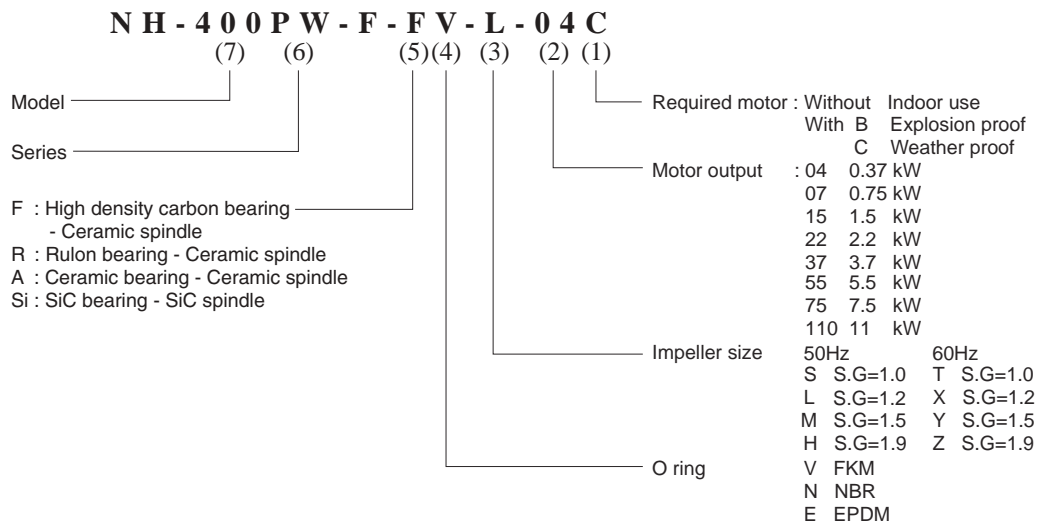 NH-400PW-F-FV-L-04C
(7) (6) (5) (4) (3) (2) (1)
Model
Series
F : High density carbon bearing
- Ceramic spindle
R : Rulon bearing - Ceramic spindle
A : Ceramic bearing - Ceramic spindle
Si : SiC bearing - SiC spindle
Required motor : Without Indoor use
With B Explosion proof
C Weather proof
Motor output : 04 0.37 kW
07 0.75 kW
15 1.5 kW
22 2.2 kW
37 3.7 kW
55 5.5 kW
75 7.5 kW
110 11 kW
Impeller size 50Hz 60Hz
S S.G=1.0 T S.G=1.0
L S.G=1.2 X S.G=1.2
M S.G=1.5 Y S.G=1.5
H S.G=1.9 Z S.G=1.9
O ring V FKM
N NBR
E EPDM